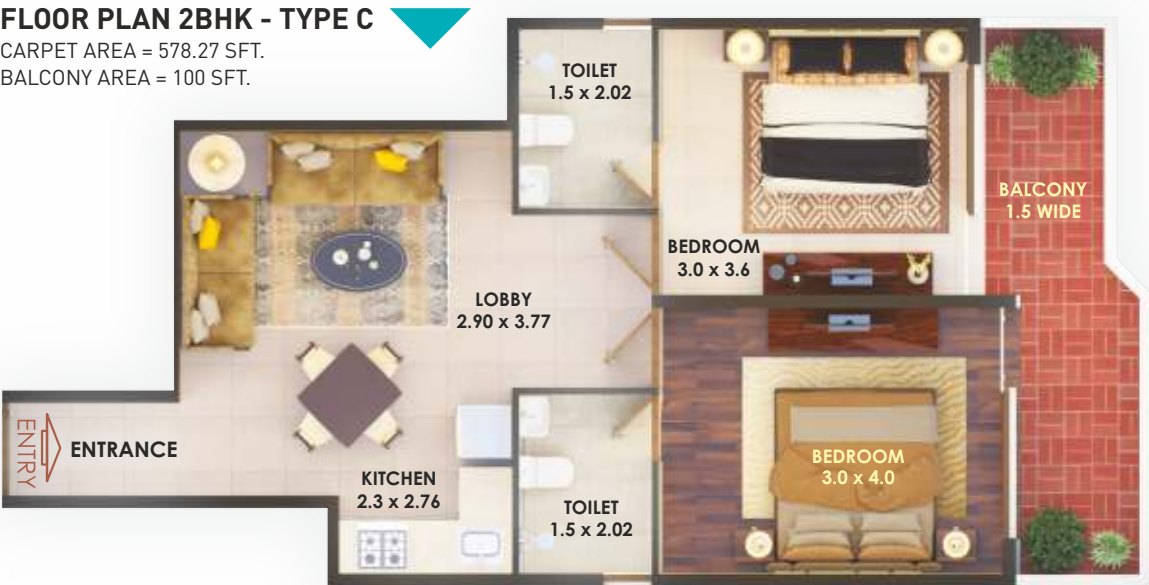 FLOOR PLAN 2BHK - TYPE C
CARPET AREA = 578.27 SFT.
BALCONY AREA = 100 SFT.
TOILET
1.5 x 2.02
BALCONY
1.5 WIDE
BEDROOM
3.0 x 3.6
LOBBY
2.90 x 3.77
ENTRY
ENTRANCE
KITCHEN
2.3 x 2.76
BEDROOM
3.0 x 4.0
TOILET
1.5 x 2.02